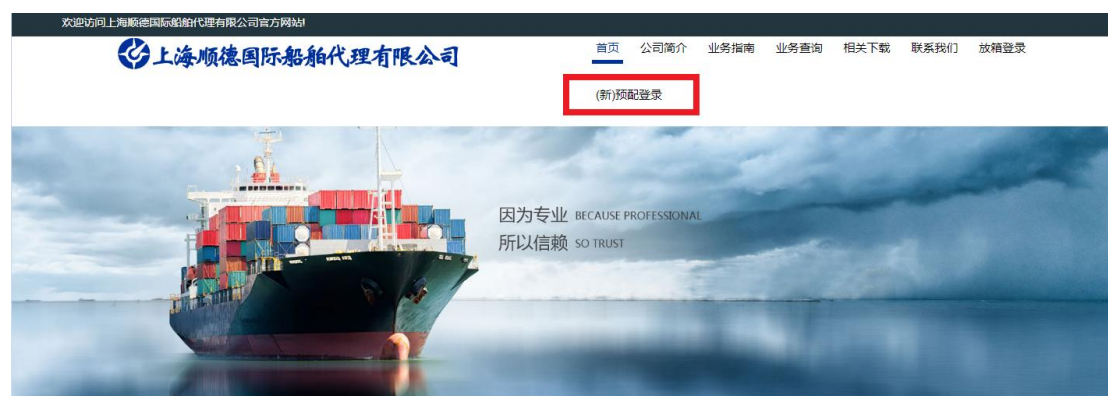 欢迎访问上海顺德国际船舶代理有限公司官方网站!
上海顺德国际船舶代理有限公司
首页 公司简介 业务指南 业务查询 相关下载 联系我们 放箱登录
(新)预配登录
因为专业 BECAUSE PROFESSIONAL
所以信赖 SO TRUST